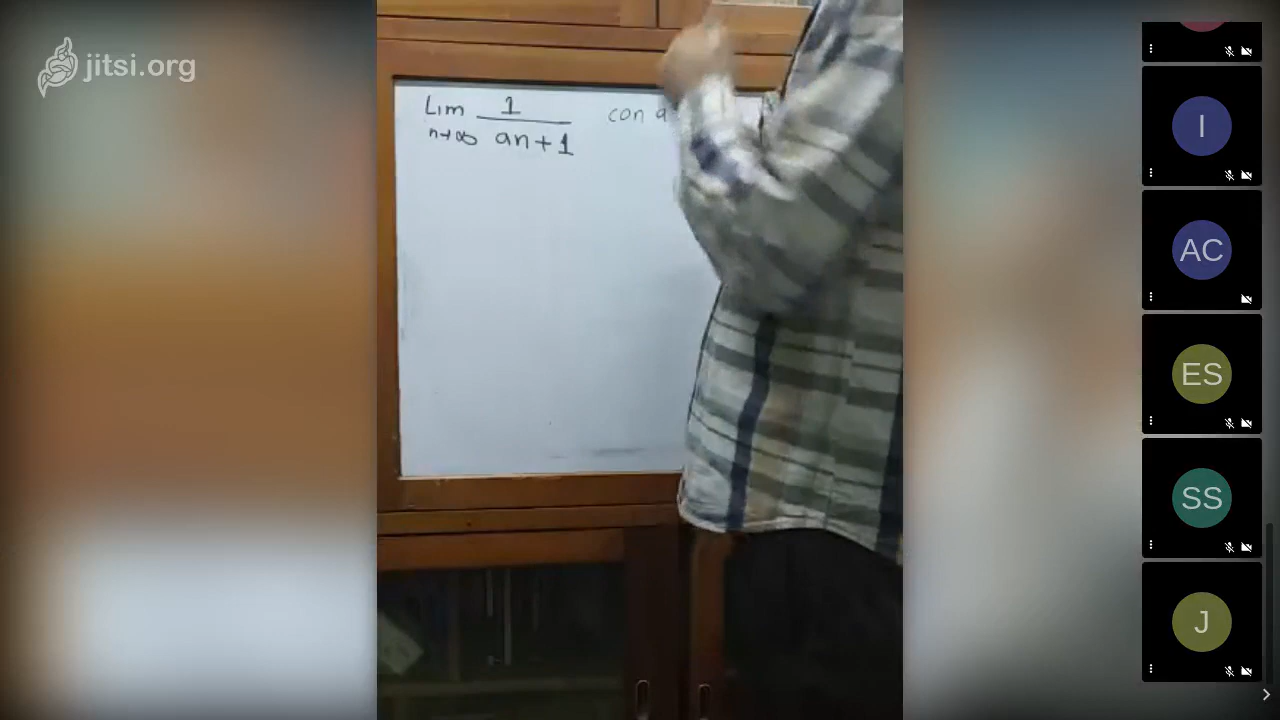 jitsi.org
Lim 1 con a
n→∞ an+1
I
AC
ES
SS
J